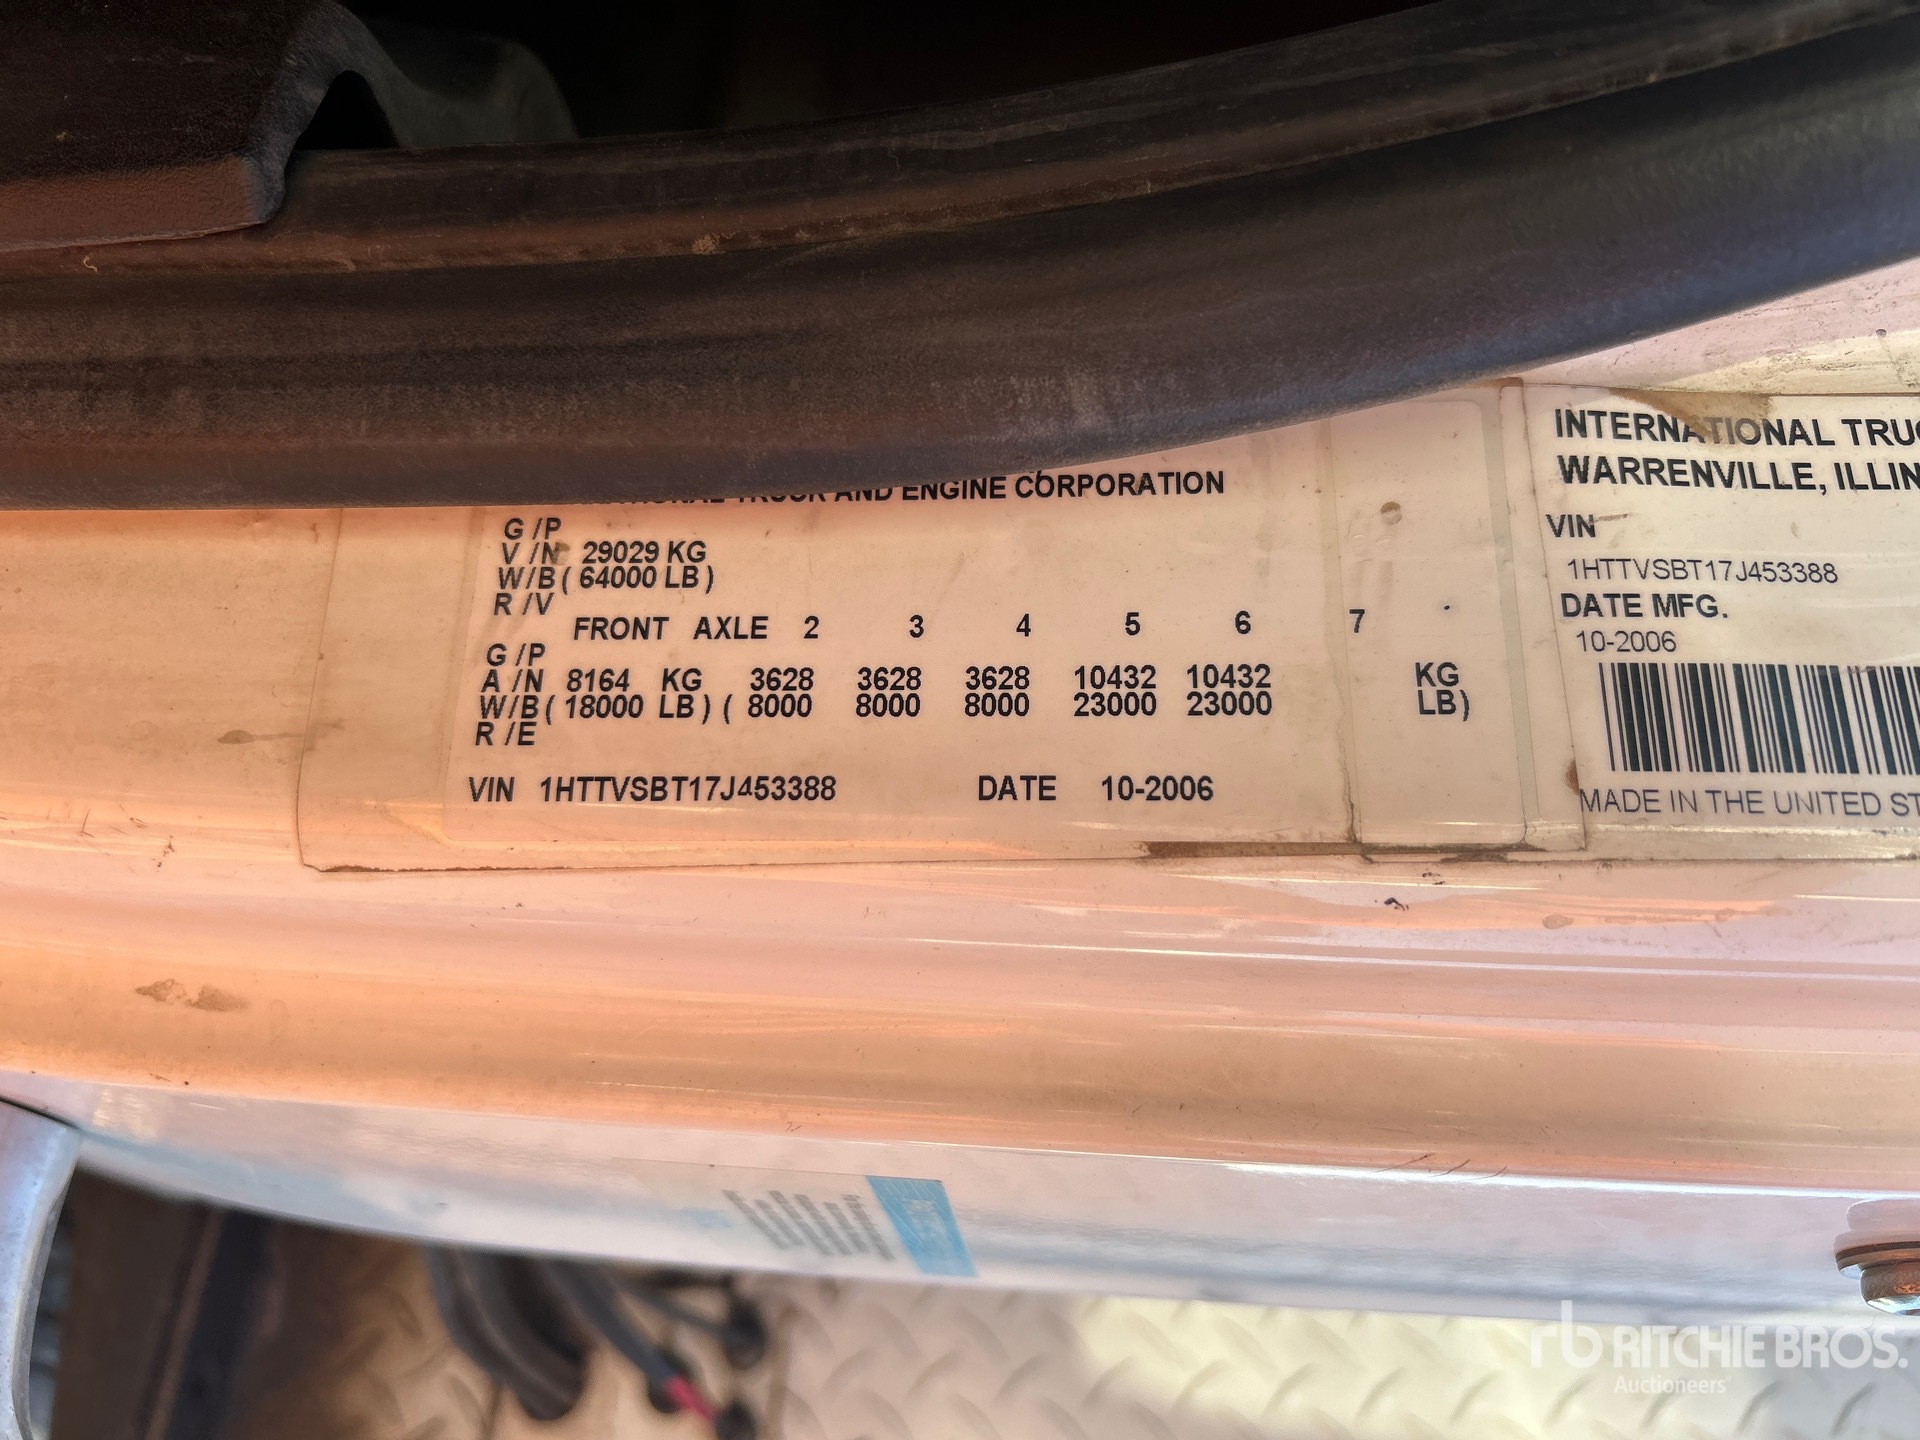 TRUCK AND ENGINE CORPORATION
G /P
V /N 29029 KG
W/B ( 64000 LB )
R /V
FRONT AXLE 2 3 4 5 6 7
G /P
A /N 8164 KG 3628 3628 3628 10432 10432 KG
W/B ( 18000 LB ) ( 8000 8000 8000 23000 23000 LB )
R /E
VIN 1HTTVSBT17J453388 DATE 10-2006
INTERNATIONAL TRUC
WARRENVILLE, ILLIN
VIN
1HTTVSBT17J453388
DATE MFG.
10-2006
MADE IN THE UNITED ST
rb RITCHIE BROS.
Auctioneers